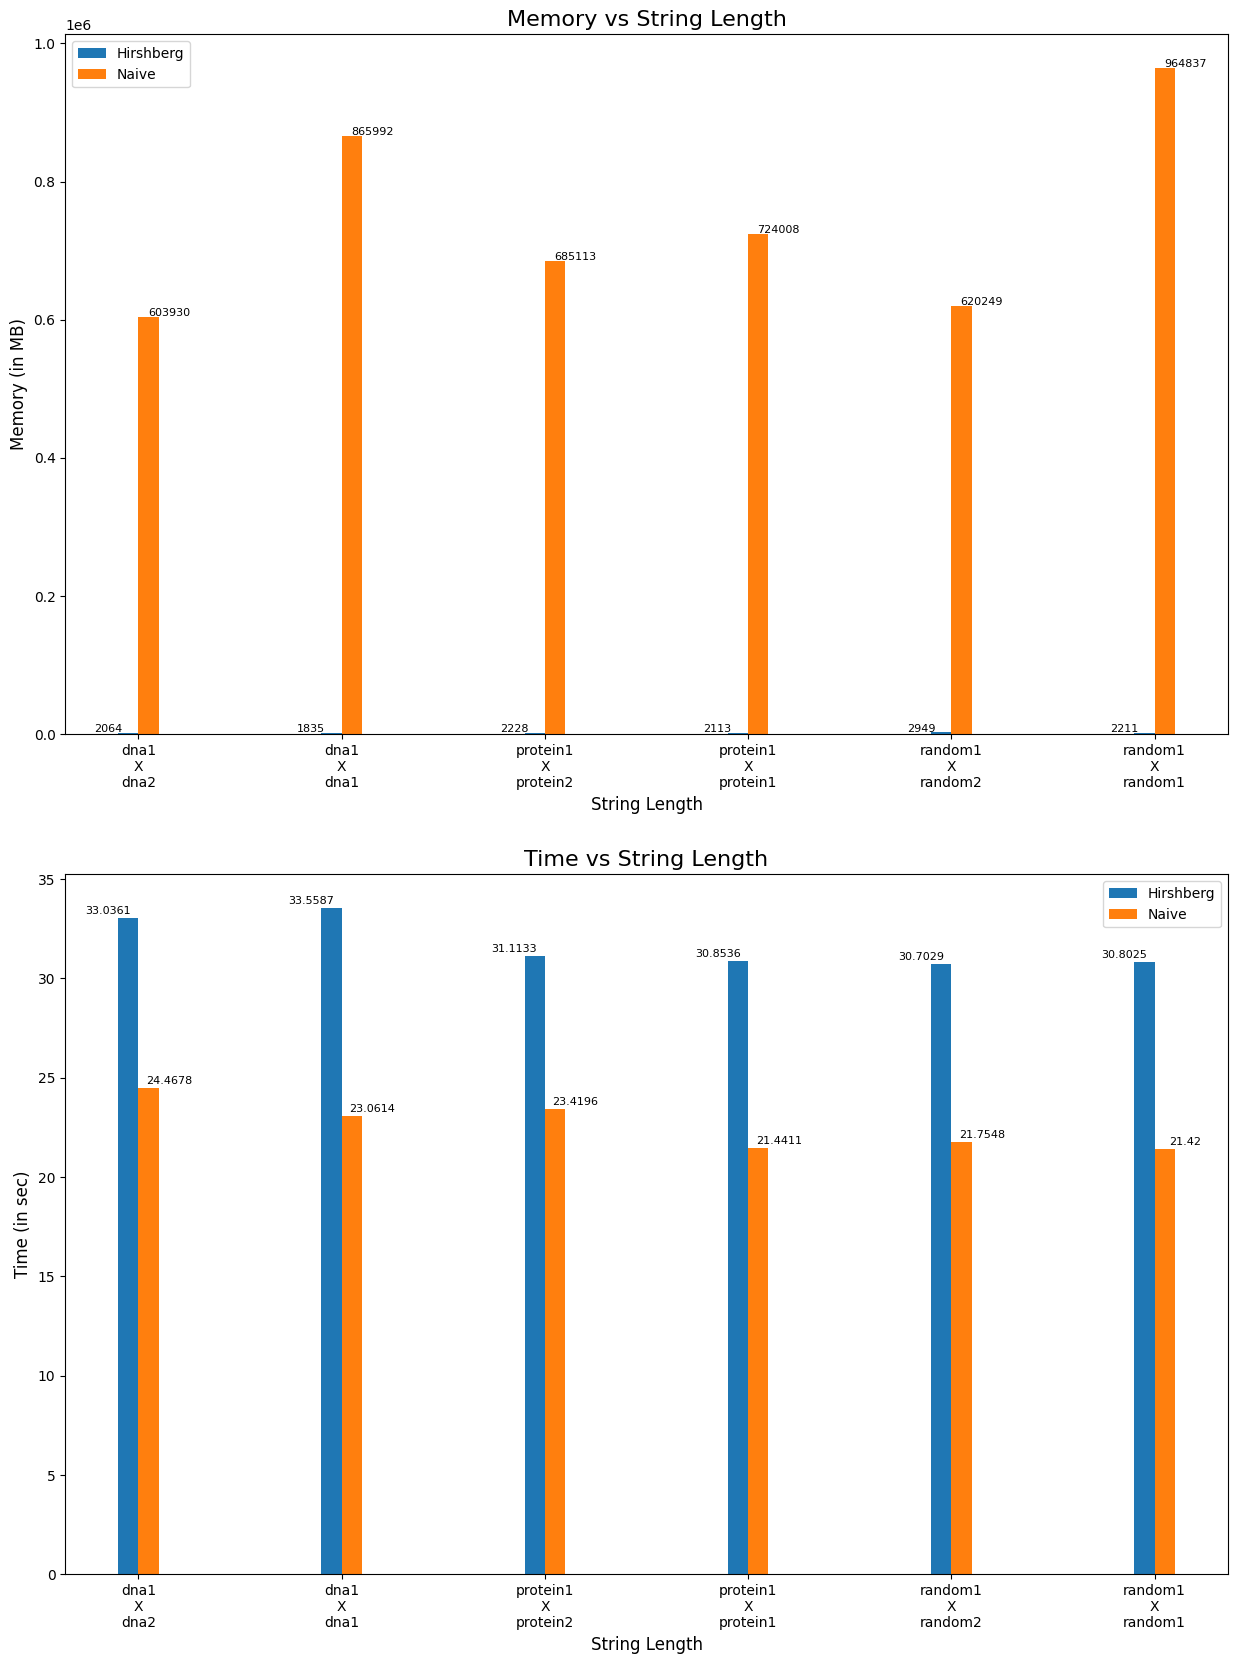 Memory vs String Length
1e6
Hirshberg
Naive
1.0
0.8
0.6
0.4
0.2
0.0
Memory (in MB)
2064
603930
1835
865992
2228
685113
2113
724008
2949
620249
2211
964837
dna1
X
dna2
dna1
X
dna1
protein1
X
protein2
protein1
X
protein1
random1
X
random2
random1
X
random1
String Length
Time vs String Length
Hirshberg
Naive
35
30
25
20
15
10
5
0
Time (in sec)
33.0361
24.4678
33.5587
23.0614
31.1133
23.4196
30.8536
21.4411
30.7029
21.7548
30.8025
21.42
dna1
X
dna2
dna1
X
dna1
protein1
X
protein2
protein1
X
protein1
random1
X
random2
random1
X
random1
String Length